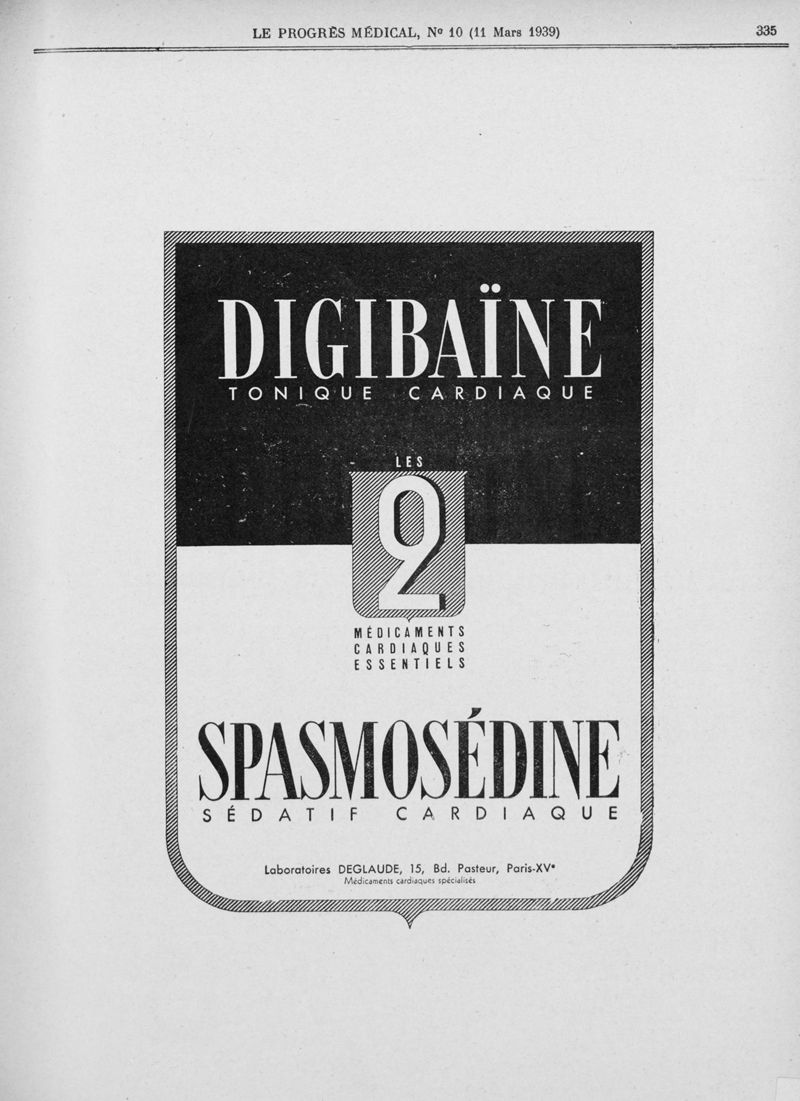 LE PROGRÈS MÉDICAL, Nº 10 (11 Mars 1939) 335
DIGIBAÏNE
TONIQUE CARDIAQUE
LES
2
MÉDICAMENTS
CARDIAQUES
ESSENTIELS
SPASMOSÉDINE
SÉDATIF CARDIAQUE
Laboratoires DEGLAUDE, 15, Bd. Pasteur, Paris-XVᵉ
Médicaments cardiaques spécialisés